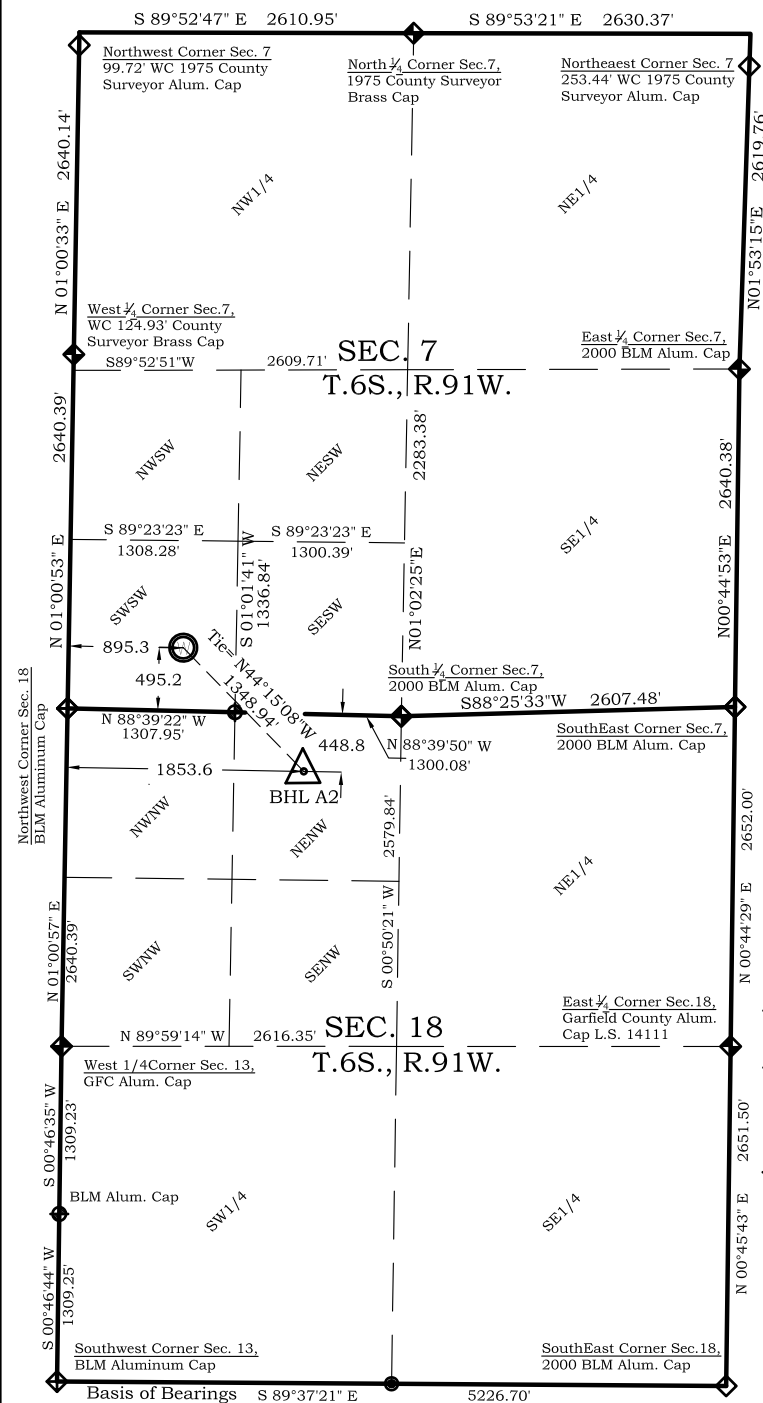 S 89°52'47" E 2610.95'
S 89°53'21" E 2630.37'
Northwest Corner Sec. 7
99.72' WC 1975 County
Surveyor Alum. Cap
North 1/4 Corner Sec.7,
1975 County Surveyor
Brass Cap
Northeaest Corner Sec. 7
253.44' WC 1975 County
Surveyor Alum. Cap
N 01°00'33" E 2640.14'
NW1/4
NE1/4
N01°53'15"E 2619.76'
West 1/4 Corner Sec.7,
WC 124.93' County
Surveyor Brass Cap
SEC. 7
T.6S., R.91W.
East 1/4 Corner Sec.7,
2000 BLM Alum. Cap
S89°52'51"W 2609.71'
N 01°00'53" E 2640.39'
NWSW
NESW
2283.38'
N01°02'25"E
SE1/4
N00°44'53"E 2640.38'
S 89°23'23" E
1308.28'
S 89°23'23" E
1300.39'
S 01°01'41" W
1336.84'
SWSW
SESW
895.3
495.2
Tie= N44°15'08"W
1348.94'
South 1/4 Corner Sec.7,
2000 BLM Alum. Cap
S88°25'33"W 2607.48'
SouthEast Corner Sec.7,
2000 BLM Alum. Cap
Northwest Corner Sec. 18
BLM Aluminum Cap
N 88°39'22" W
1307.95'
448.8
N 88°39'50" W
1300.08'
1853.6
BHL A2
NWNW
NENW
2579.84'
S 00°50'21" W
NE1/4
N 00°44'29" E 2652.00'
N 01°00'57" E
2640.39'
SWNW
SENW
N 89°59'14" W 2616.35'
SEC. 18
T.6S., R.91W.
East 1/4 Corner Sec.18,
Garfield County Alum.
Cap L.S. 14111
West 1/4Corner Sec. 13,
GFC Alum. Cap
S 00°46'35" W
1309.23'
BLM Alum. Cap
SW1/4
SE1/4
N 00°45'43" E 2651.50'
S 00°46'44" W
1309.25'
Southwest Corner Sec. 13,
BLM Aluminum Cap
SouthEast Corner Sec.18,
2000 BLM Alum. Cap
Basis of Bearings S 89°37'21" E 5226.70'